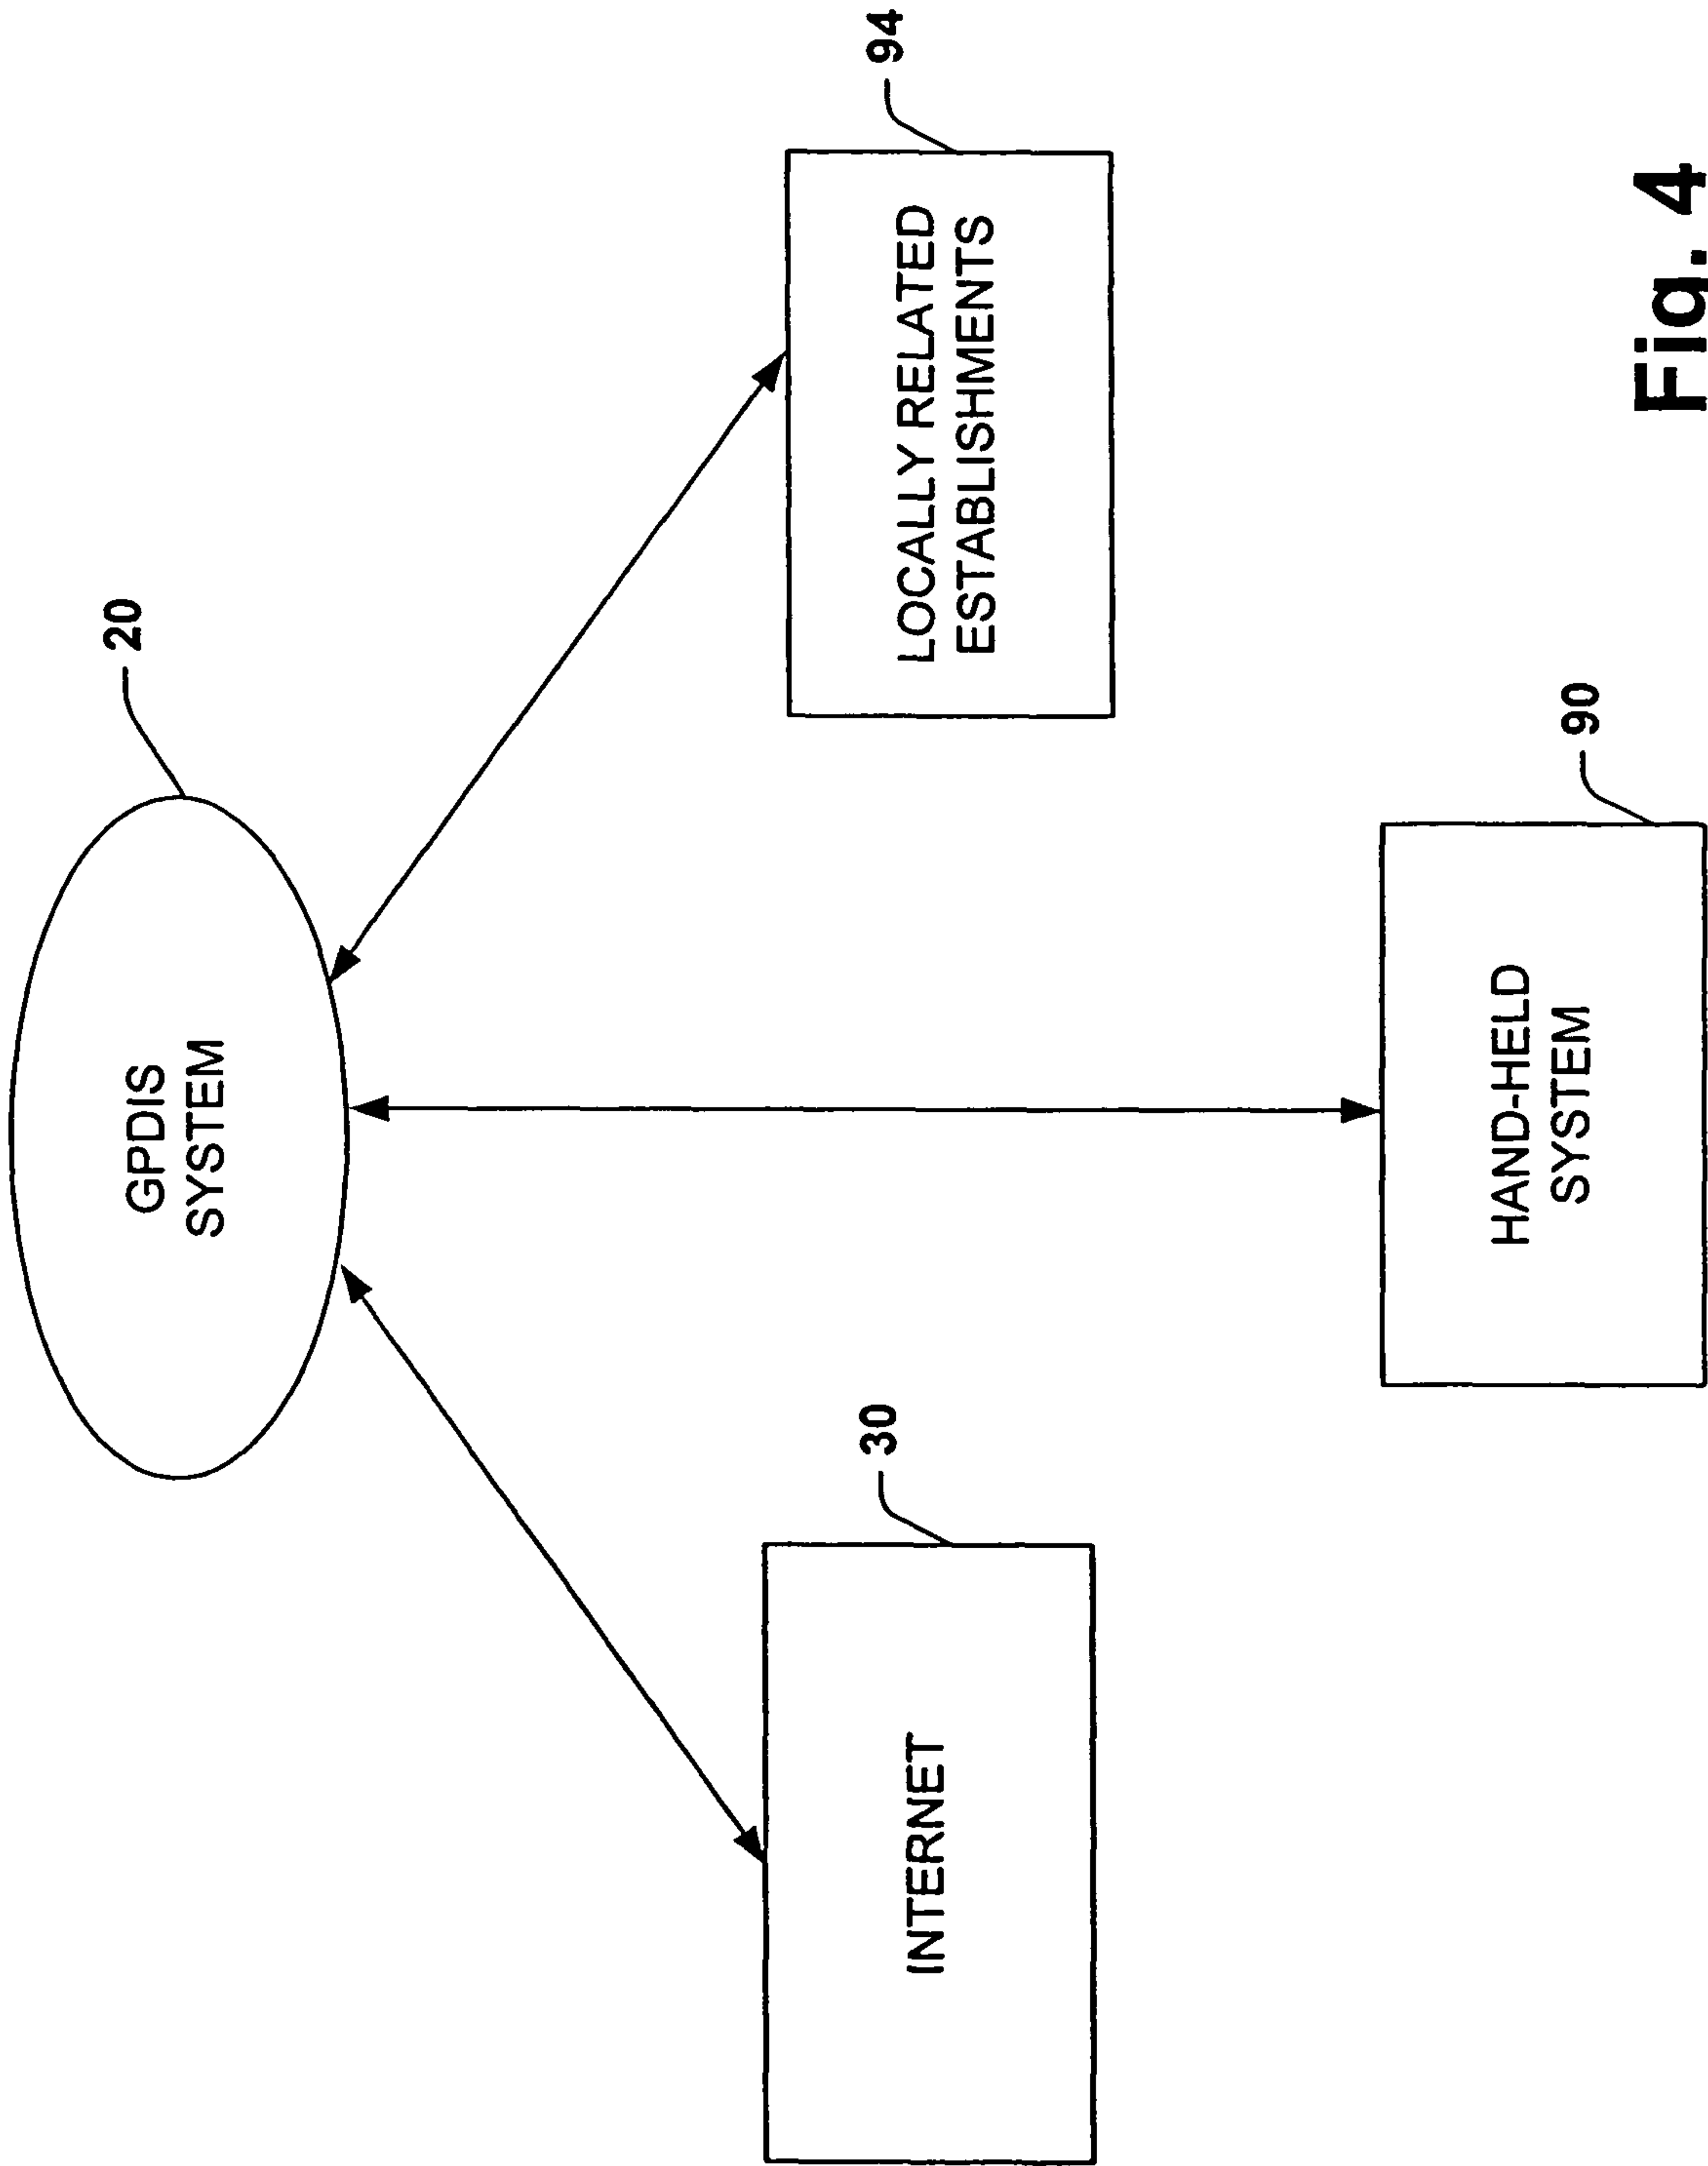 20
GPDIS
SYSTEM
30
INTERNET
94
LOCALLY RELATED
ESTABLISHMENTS
90
HAND-HELD
SYSTEM
Fig. 4